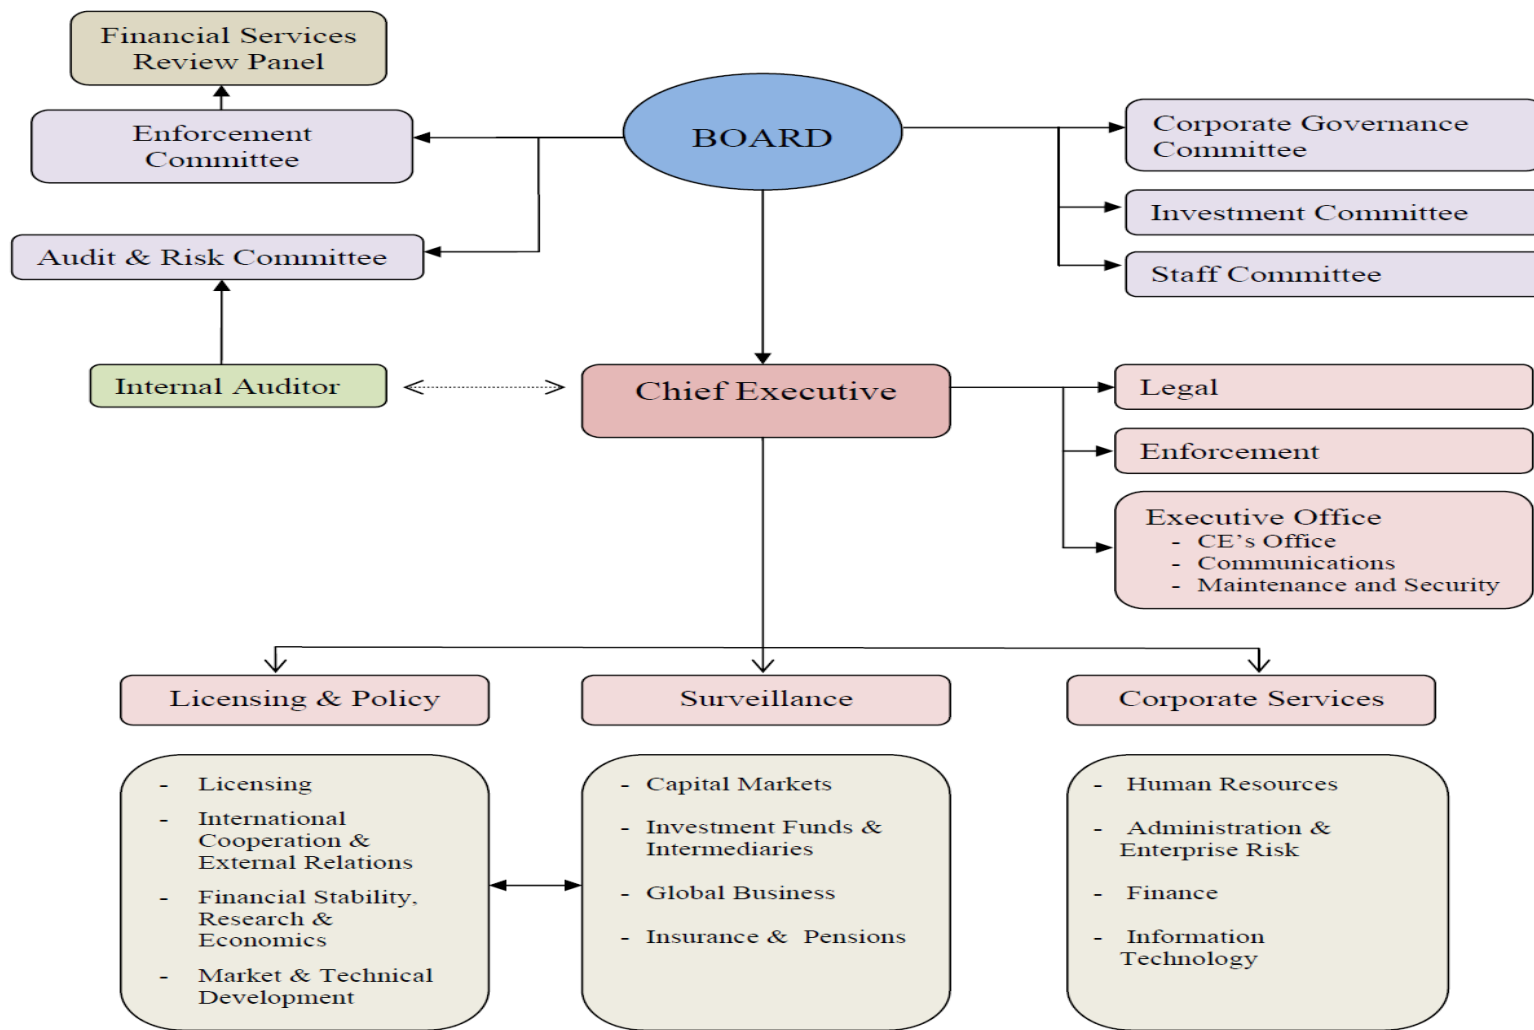 Financial Services
Review Panel
Enforcement
Committee
Audit & Risk Committee
Internal Auditor
BOARD
Corporate Governance
Committee
Investment Committee
Staff Committee
Chief Executive
Legal
Enforcement
Executive Office
- CE’s Office
- Communications
- Maintenance and Security
Licensing & Policy
- Licensing
- International
Cooperation &
External Relations
- Financial Stability,
Research &
Economics
- Market & Technical
Development
Surveillance
- Capital Markets
- Investment Funds &
Intermediaries
- Global Business
- Insurance & Pensions
Corporate Services
- Human Resources
- Administration &
Enterprise Risk
- Finance
- Information
Technology